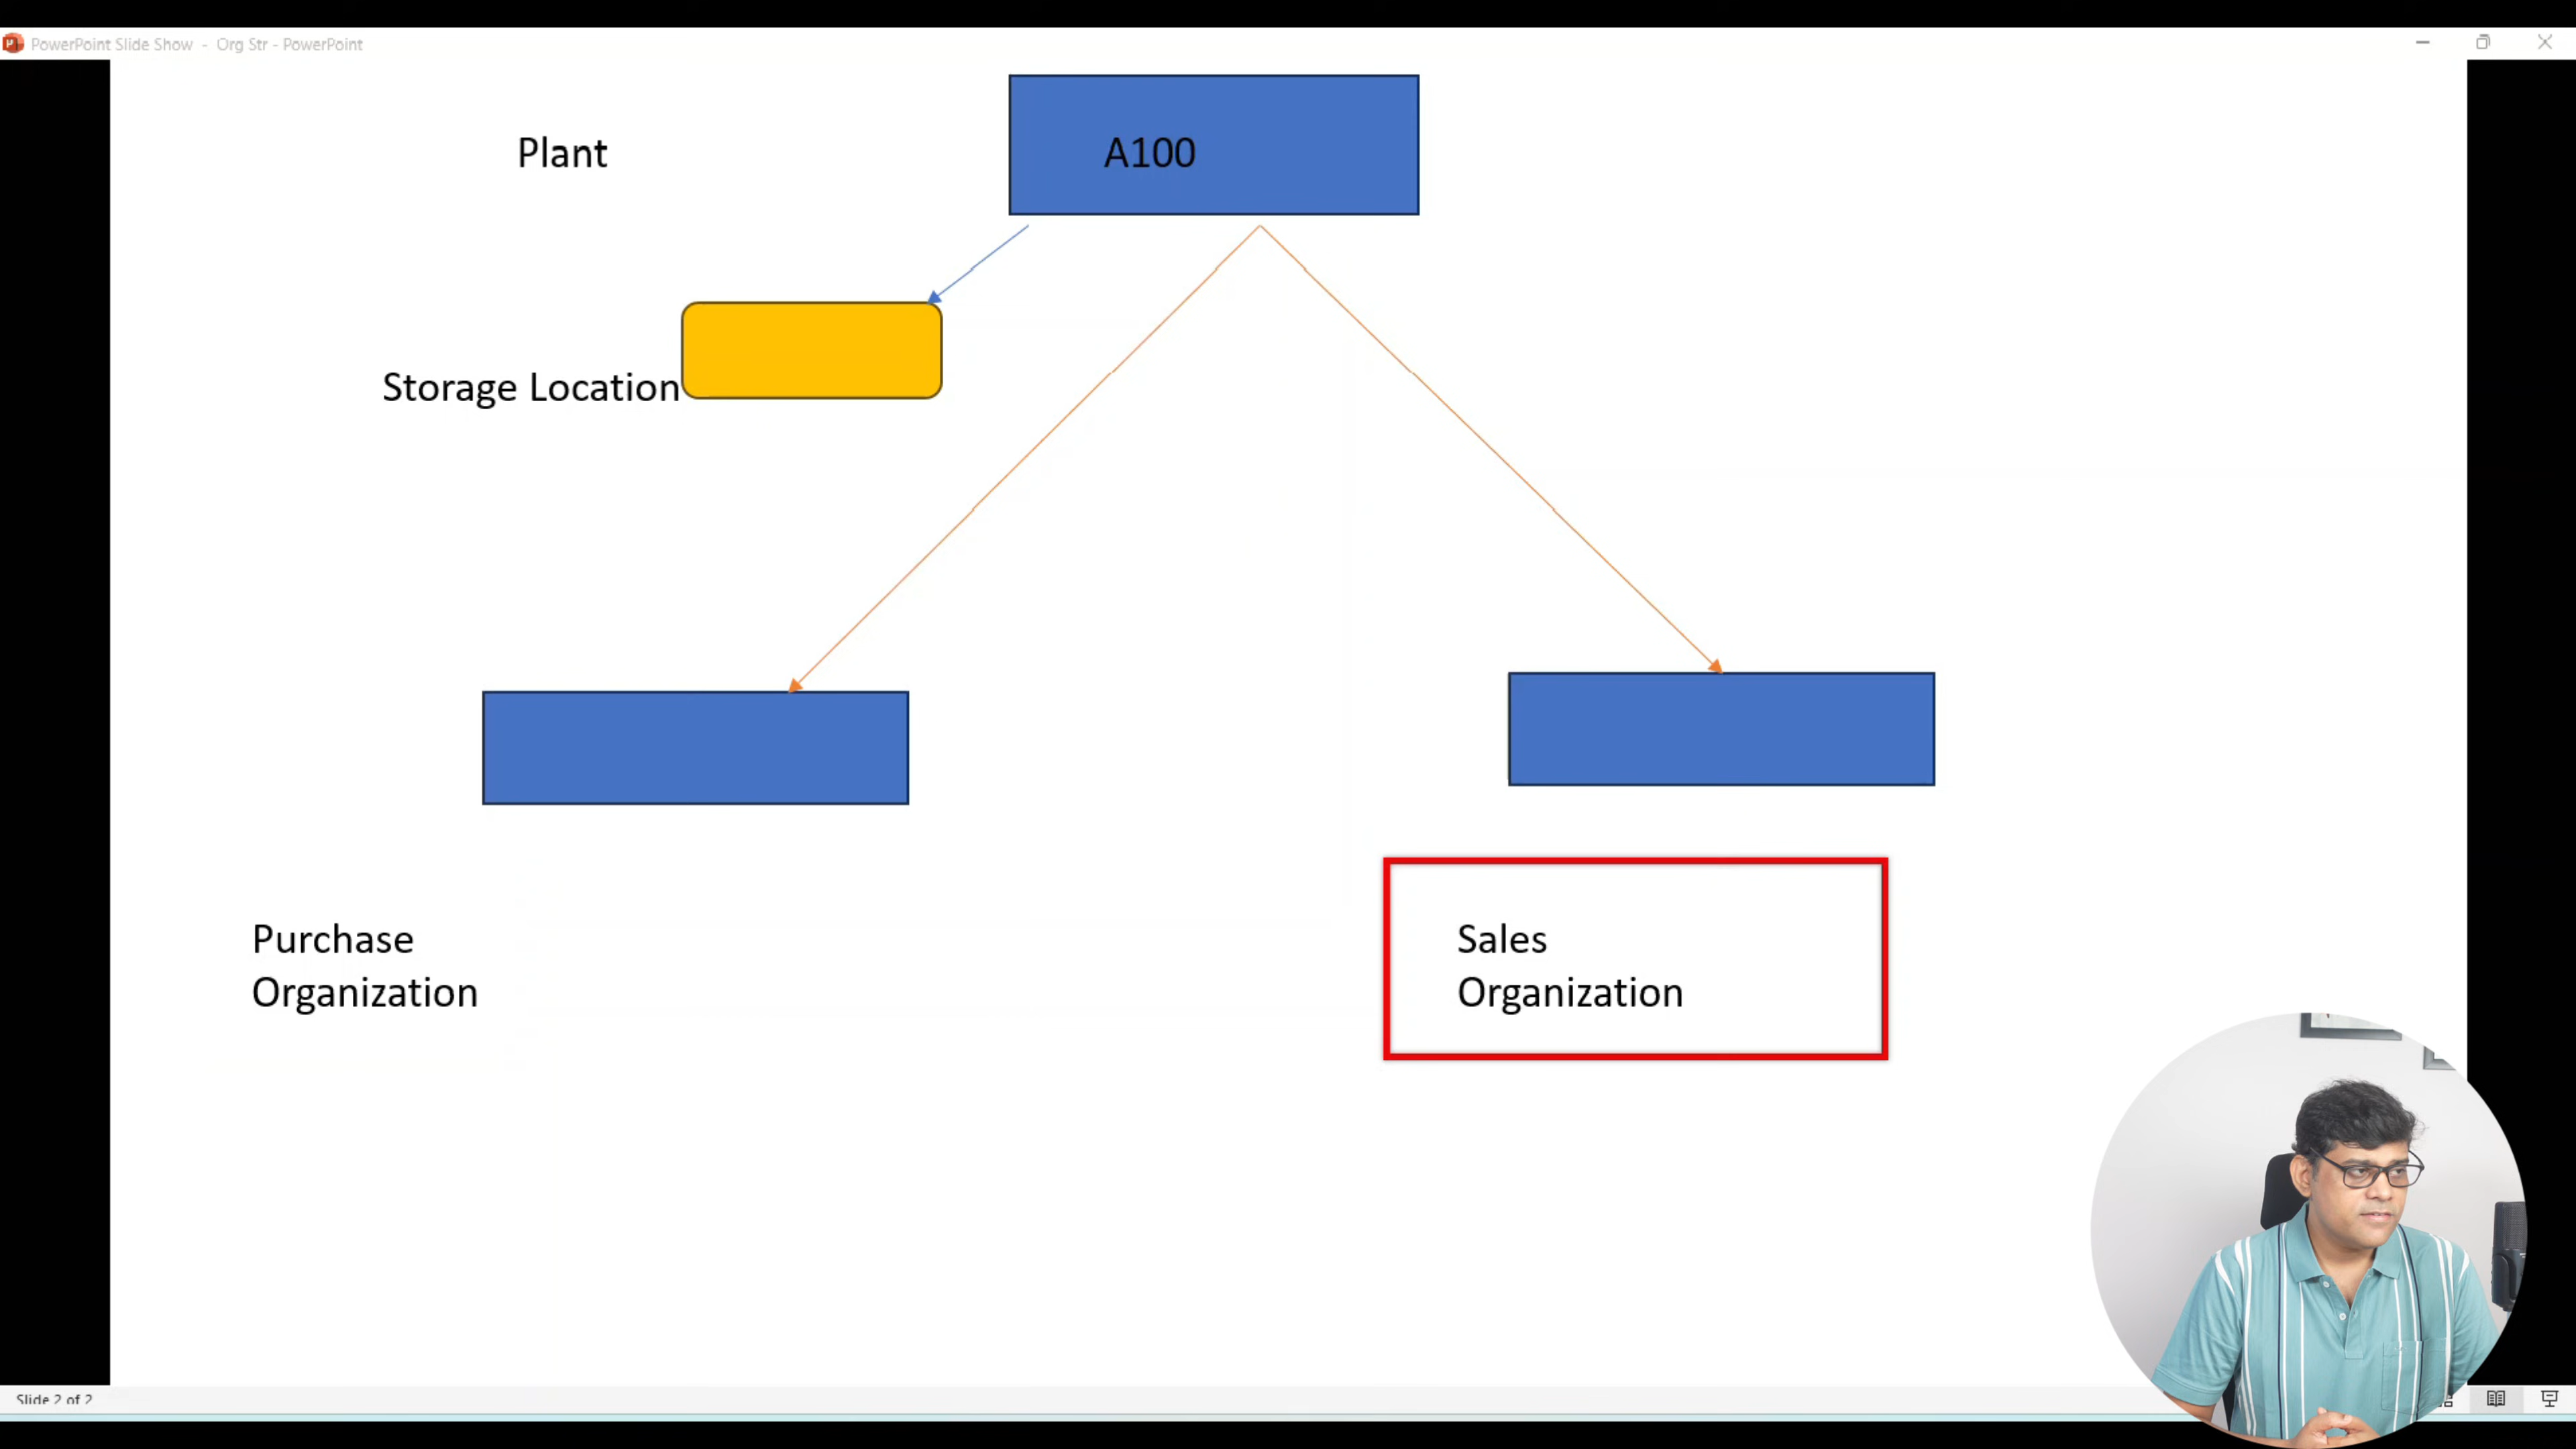 PowerPoint Slide Show - Org Str - PowerPoint
Plant
A100
Storage Location
Purchase
Organization
Sales
Organization
Slide 2 of 2